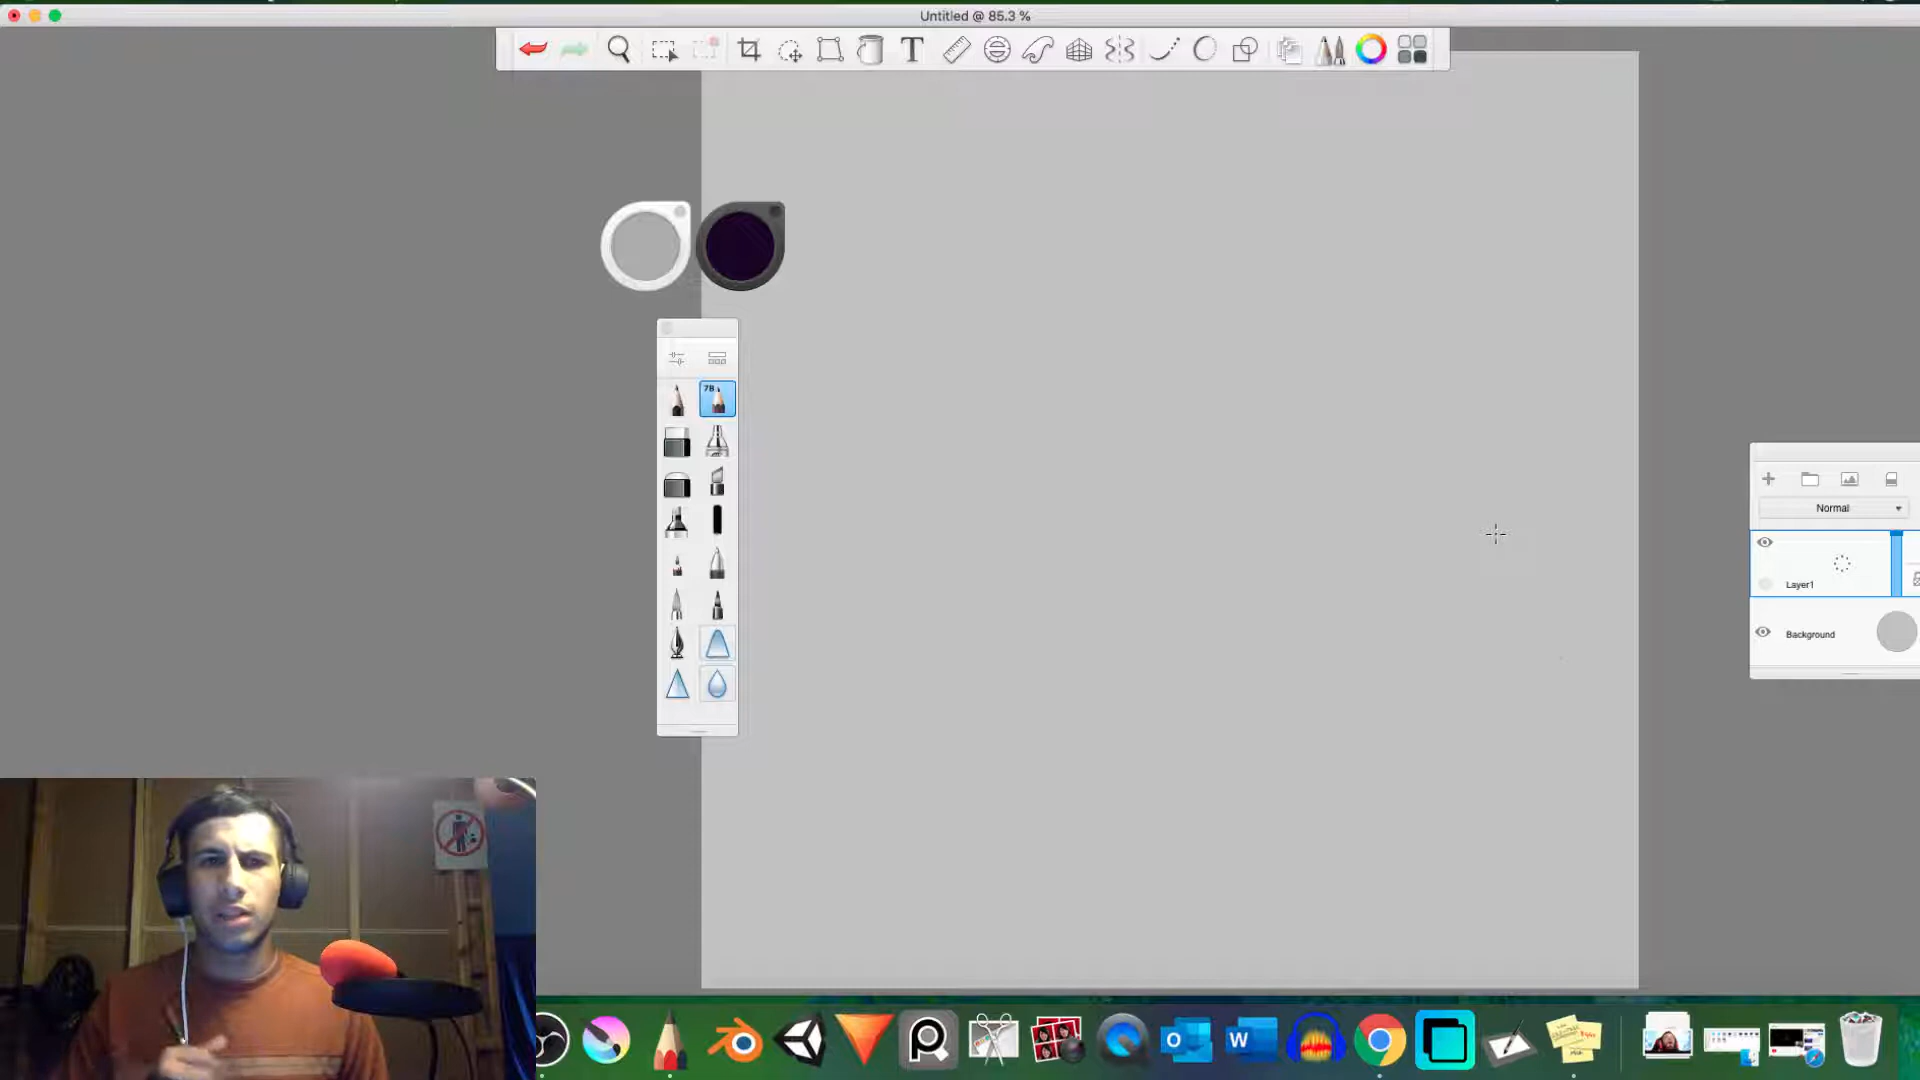 Untitled @ 85.3 %
T
7B
Normal
Layer1
Background
O
W